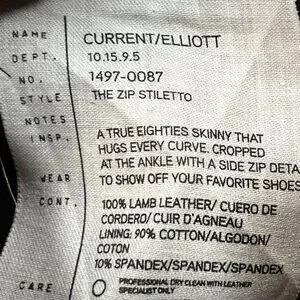 NAME CURRENT/ELLIOTT
DEPT. 10.15.9.5
NO. 1497-0087
STYLE THE ZIP STILETTO
NOTES
INSP. A TRUE EIGHTIES SKINNY THAT
HUGS EVERY CURVE. CROPPED
AT THE ANKLE WITH A SIDE ZIP DETA
WEAR TO SHOW OFF YOUR FAVORITE SHOES
CONT. 100% LAMB LEATHER/ CUERO DE
CORDERO/ CUIR D'AGNEAU
LINING: 90% COTTON/ALGODON/
COTON
10% SPANDEX/SPANDEX/SPANDEX
CARE PROFESSIONAL DRY CLEAN WITH LEATHER
SPECIALIST ONLY